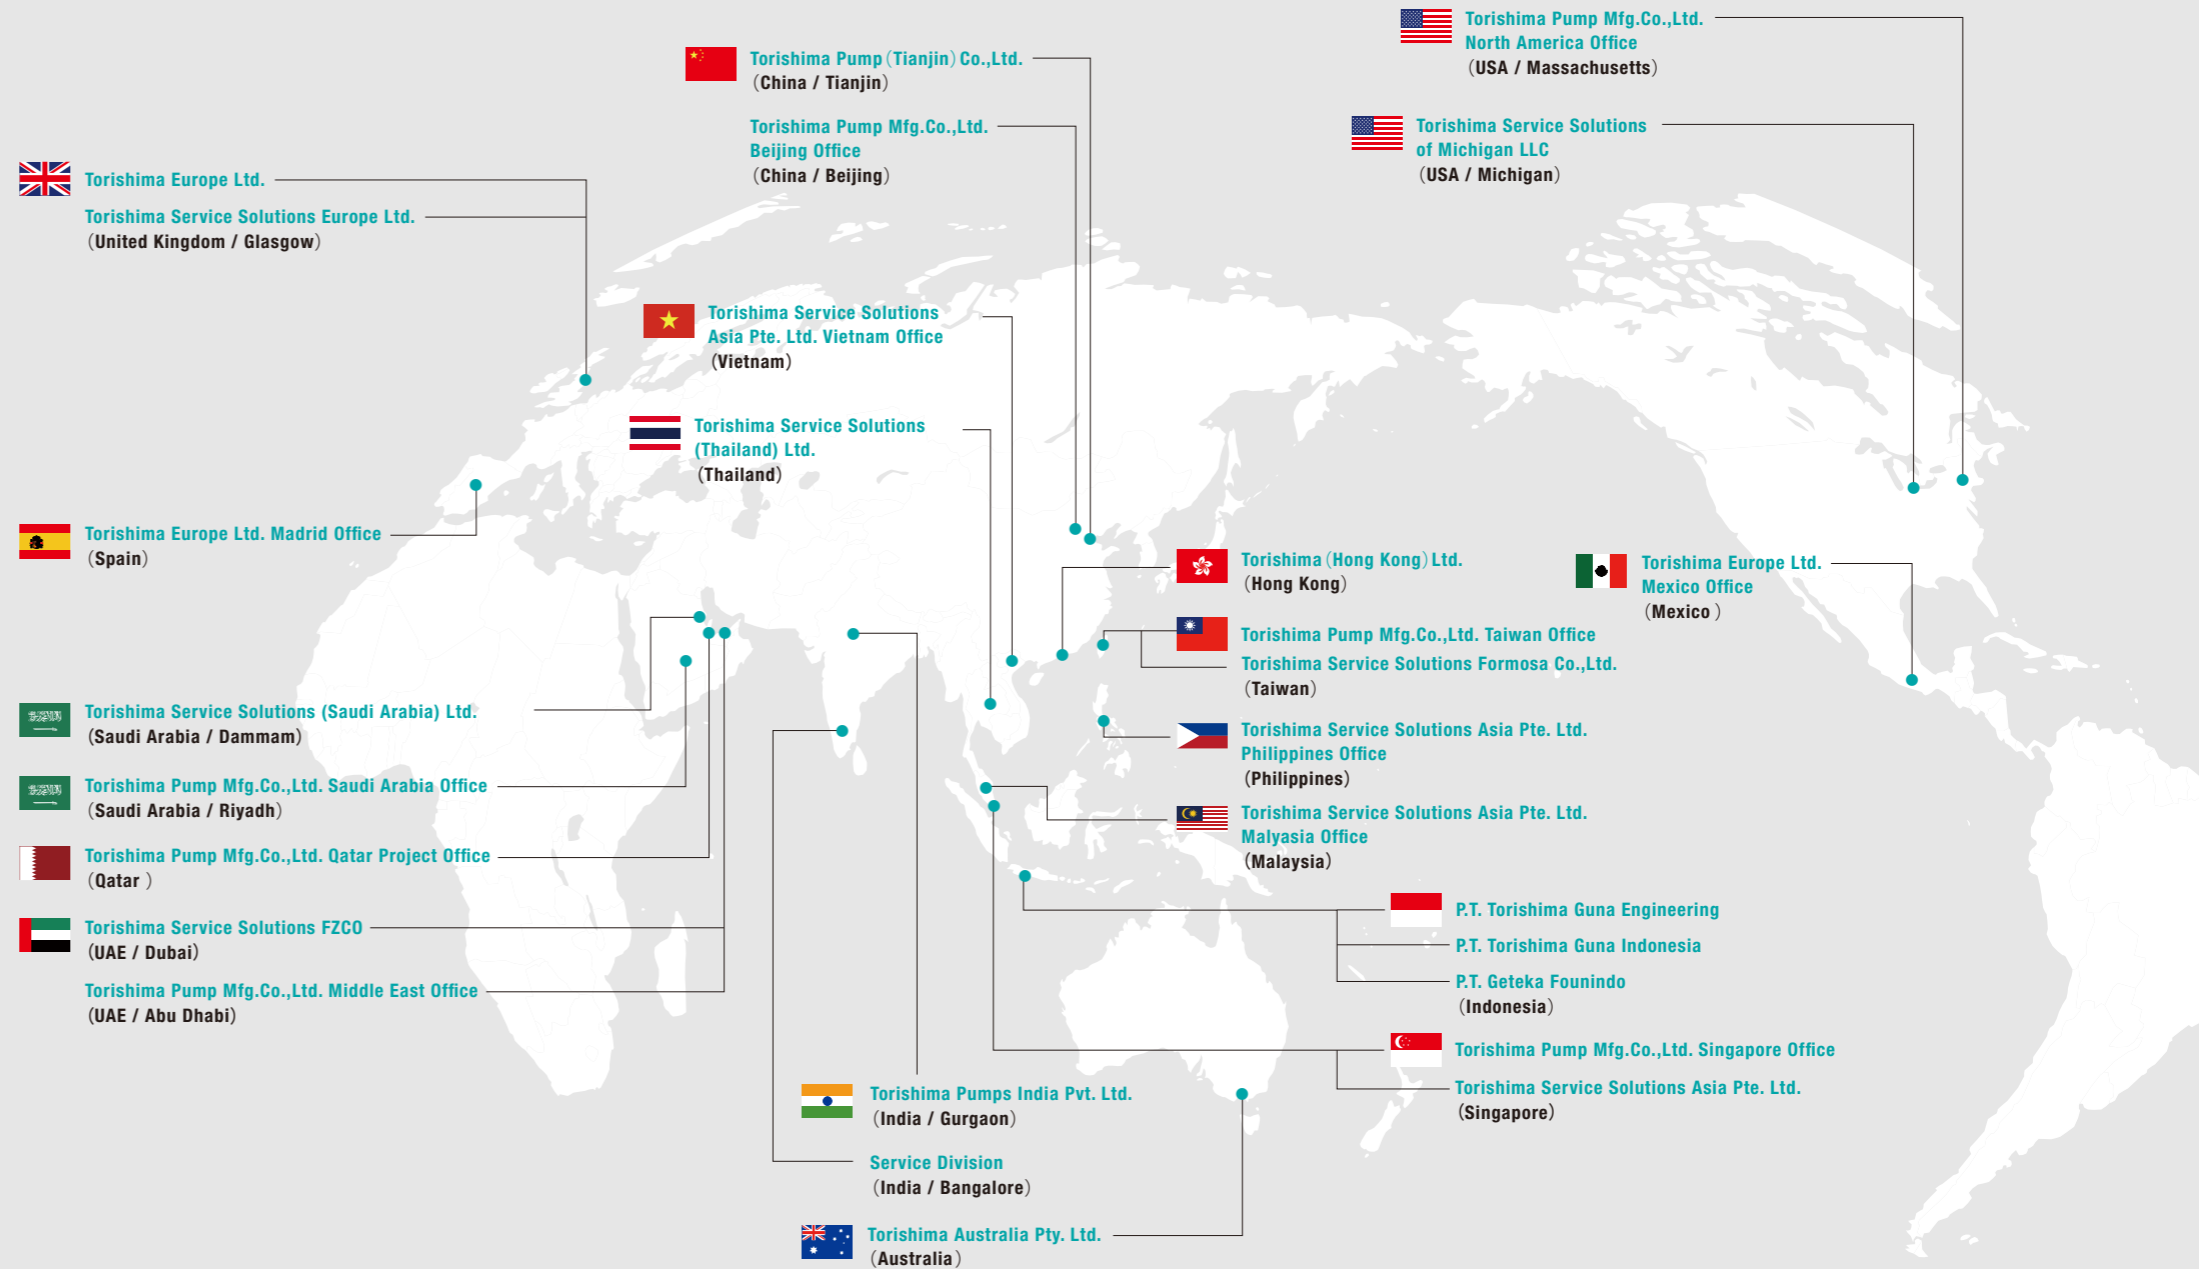 Torishima Pump Mfg.Co.,Ltd.
North America Office
(USA / Massachusetts)
Torishima Pump (Tianjin) Co.,Ltd.
(China / Tianjin)
Torishima Pump Mfg.Co.,Ltd.
Beijing Office
(China / Beijing)
Torishima Service Solutions
of Michigan LLC
(USA / Michigan)
Torishima Europe Ltd.
Torishima Service Solutions Europe Ltd.
(United Kingdom / Glasgow)
Torishima Service Solutions
Asia Pte. Ltd. Vietnam Office
(Vietnam)
Torishima Service Solutions
(Thailand) Ltd.
(Thailand)
Torishima Europe Ltd. Madrid Office
(Spain)
Torishima (Hong Kong) Ltd.
(Hong Kong)
Torishima Europe Ltd.
Mexico Office
(Mexico )
Torishima Pump Mfg.Co.,Ltd. Taiwan Office
Torishima Service Solutions Formosa Co.,Ltd.
(Taiwan)
Torishima Service Solutions (Saudi Arabia) Ltd.
(Saudi Arabia / Dammam)
Torishima Service Solutions Asia Pte. Ltd.
Philippines Office
(Philippines)
Torishima Pump Mfg.Co.,Ltd. Saudi Arabia Office
(Saudi Arabia / Riyadh)
Torishima Service Solutions Asia Pte. Ltd.
Malyasia Office
(Malaysia)
Torishima Pump Mfg.Co.,Ltd. Qatar Project Office
(Qatar )
Torishima Service Solutions FZCO
(UAE / Dubai)
Torishima Pump Mfg.Co.,Ltd. Middle East Office
(UAE / Abu Dhabi)
P.T. Torishima Guna Engineering
P.T. Torishima Guna Indonesia
P.T. Geteka Founindo
(Indonesia)
Torishima Pump Mfg.Co.,Ltd. Singapore Office
Torishima Service Solutions Asia Pte. Ltd.
(Singapore)
Torishima Pumps India Pvt. Ltd.
(India / Gurgaon)
Service Division
(India / Bangalore)
Torishima Australia Pty. Ltd.
(Australia)